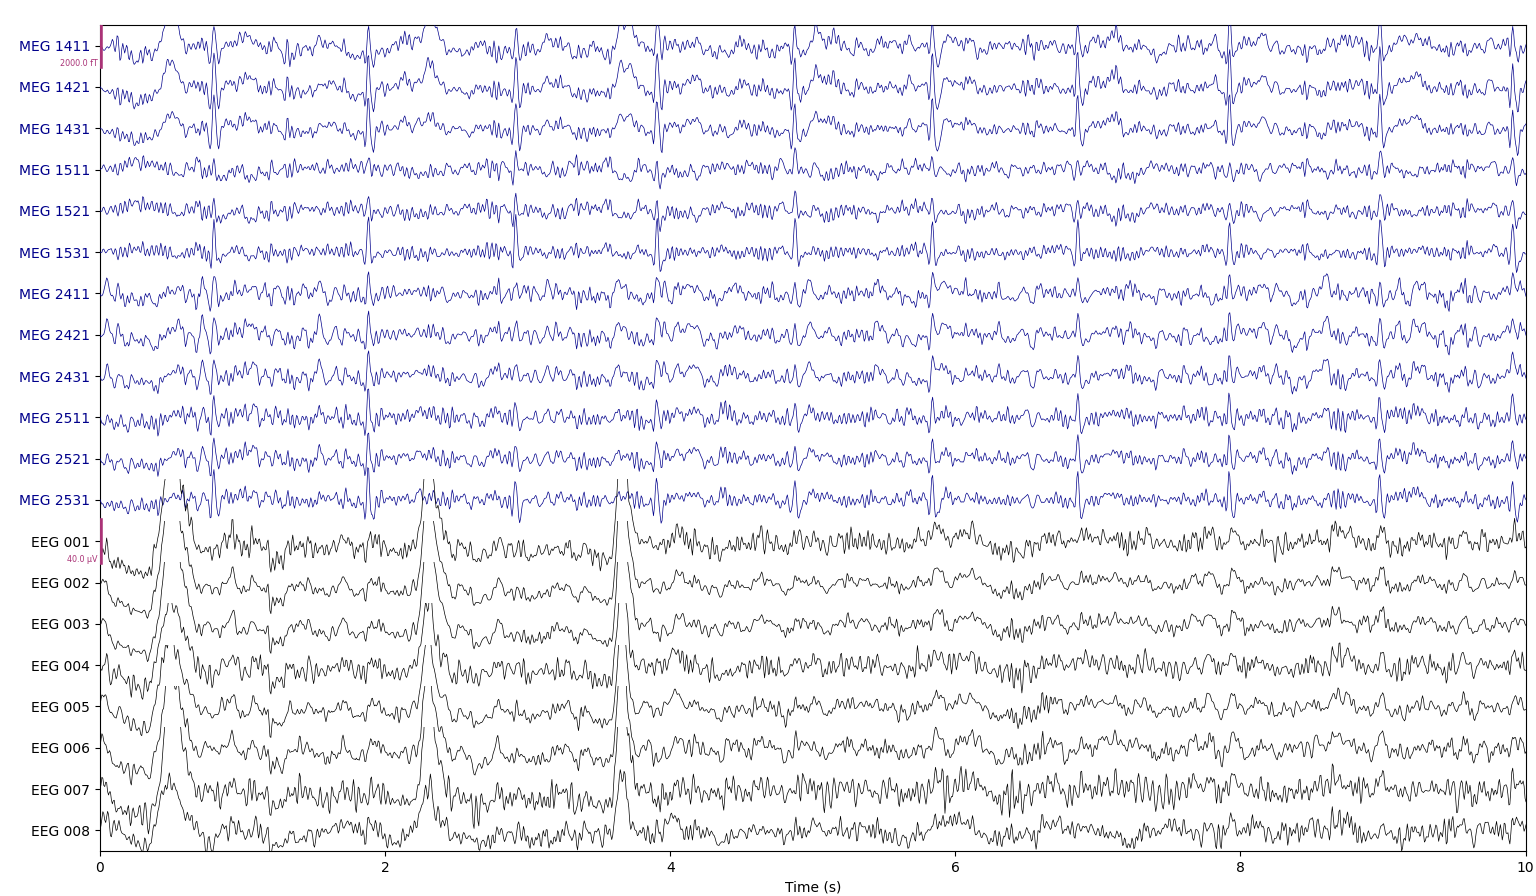 MEG 1411
2000.0 fT
MEG 1421
MEG 1431
MEG 1511
MEG 1521
MEG 1531
MEG 2411
MEG 2421
MEG 2431
MEG 2511
MEG 2521
MEG 2531
EEG 001
40.0 µV
EEG 002
EEG 003
EEG 004
EEG 005
EEG 006
EEG 007
EEG 008
0 2 4 6 8 10
Time (s)